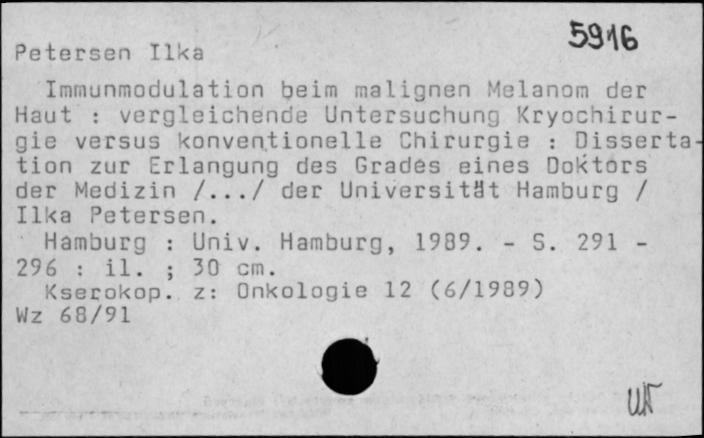 5916
Petersen Ilka
Immunmodulation beim malignen Melanom der
Haut : vergleichende Untersuchung Kryochirur-
gie versus konventionelle Chirurgie : Disserta-
tion zur Erlangung des Grades eines Doktors
der Medizin /.../ der Universität Hamburg /
Ilka Petersen.
Hamburg : Univ. Hamburg, 1989. - S. 291 -
296 : il. ; 30 cm.
Kserokop. z: Onkologie 12 (6/1989)
Wz 68/91